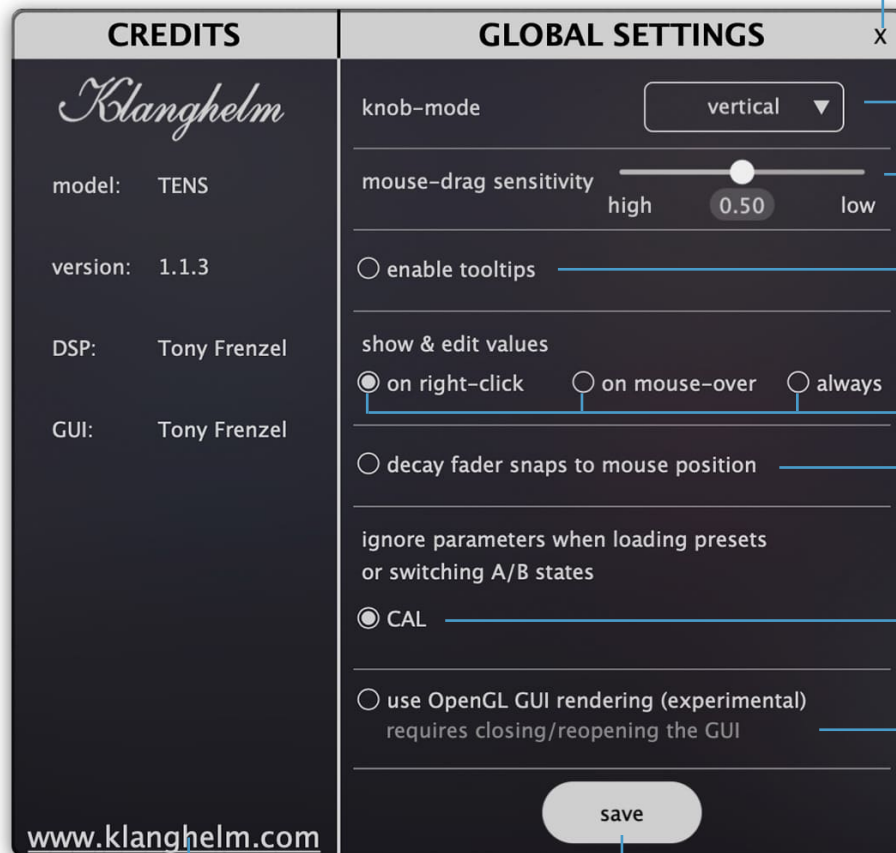 CREDITS
GLOBAL SETTINGS
X
Klanghelm
model: TENS
version: 1.1.3
DSP: Tony Frenzel
GUI: Tony Frenzel
www.klanghelm.com
knob-mode vertical
mouse-drag sensitivity
high 0.50 low
enable tooltips
show & edit values
on right-click on mouse-over always
decay fader snaps to mouse position
ignore parameters when loading presets
or switching A/B states
CAL
use OpenGL GUI rendering (experimental)
requires closing/reopening the GUI
save